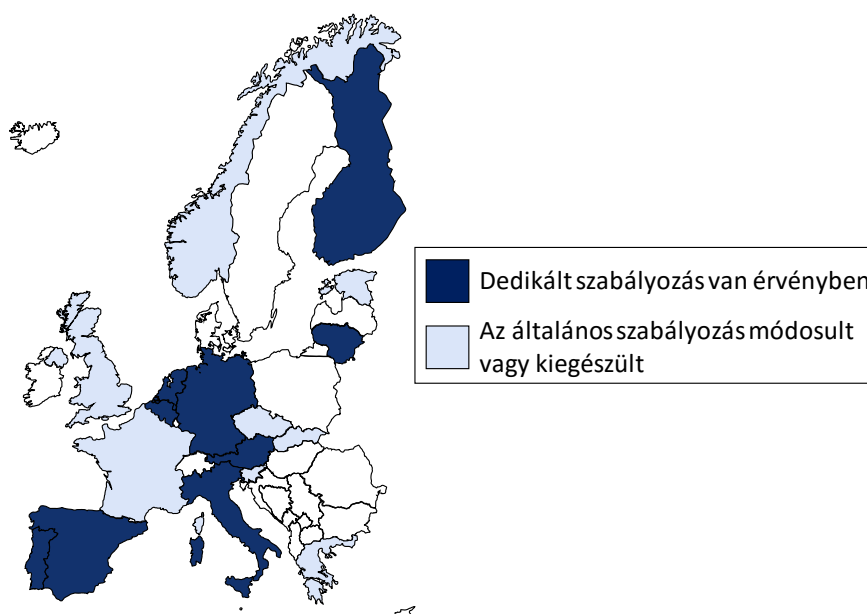 Dedikált szabályozás van érvényben
Az általános szabályozás módosult
vagy kiegészült